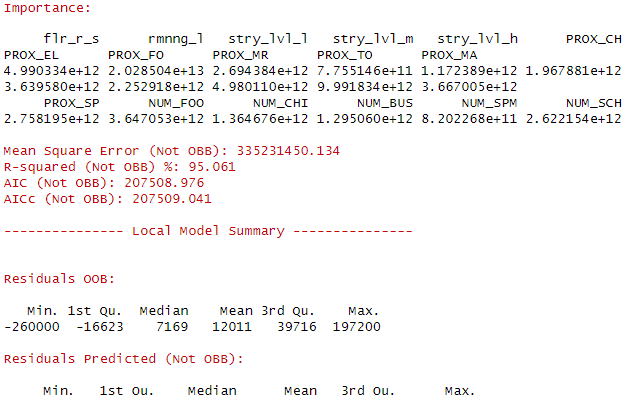 Importance:
flr_r_s rmnng_l stry_lvl_l stry_lvl_m stry_lvl_h PROX_CH
PROX_EL PROX_FO PROX_MR PROX_TO PROX_MA
4.990334e+12 2.028504e+13 2.694384e+12 7.755146e+11 1.172389e+12 1.967881e+12
3.639580e+12 2.252918e+12 4.980110e+12 9.991834e+12 3.667005e+12
PROX_SP NUM_FOO NUM_CHI NUM_BUS NUM_SPM NUM_SCH
2.758195e+12 3.647053e+12 1.364676e+12 1.295060e+12 8.202268e+11 2.622154e+12
Mean Square Error (Not OBB): 335231450.134
R-squared (Not OBB) %: 95.061
AIC (Not OBB): 207508.976
AICc (Not OBB): 207509.041
--------------- Local Model Summary ---------------
Residuals OOB:
Min. 1st Qu. Median Mean 3rd Qu. Max.
-260000 -16623 7169 12011 39716 197200
Residuals Predicted (Not OBB):
Min. 1st Qu. Median Mean 3rd Qu. Max.